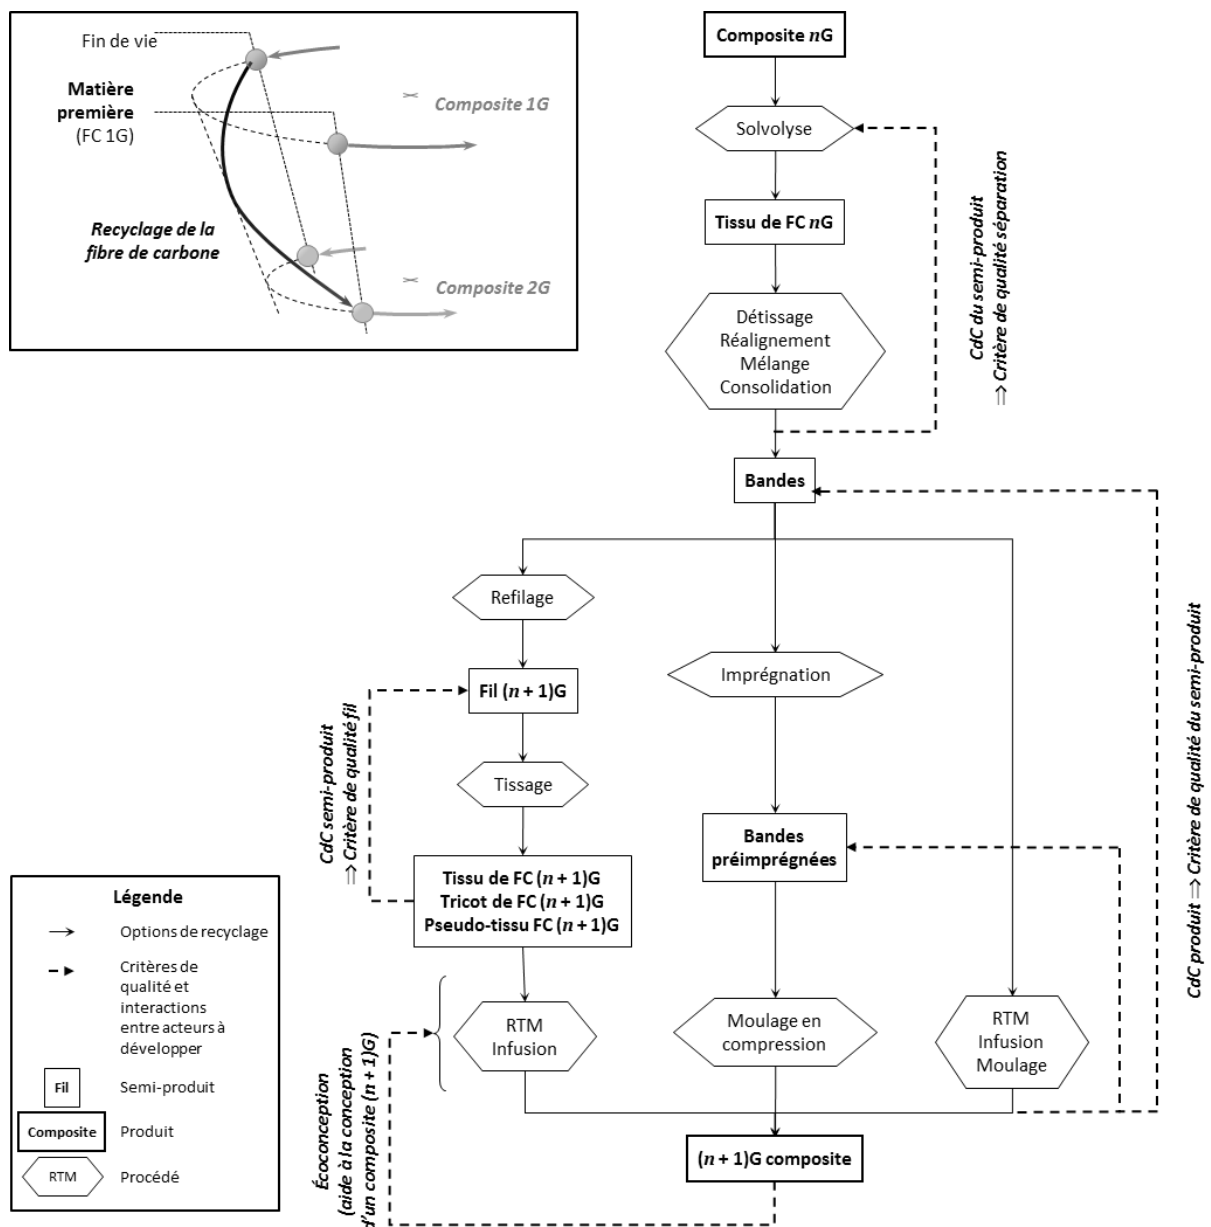 Fin de vie
Matière
première
(FC 1G)
Composite 1G
Recyclage de la
fibre de carbone
Composite 2G
Composite nG
Solvolyse
Tissu de FC nG
Détissage
Réalignement
Mélange
Consolidation
CdC du semi-produit
⇒ Critère de qualité séparation
Bandes
Refilage
Imprégnation
Fil (n + 1)G
Tissage
CdC semi-produit
⇒ Critère de qualité fil
Bandes
préimprégnées
Tissu de FC (n + 1)G
Tricot de FC (n + 1)G
Pseudo-tissu FC (n + 1)G
CdC produit ⇒ Critère de qualité du semi-produit
RTM
Infusion
Moulage en
compression
RTM
Infusion
Moulage
Écoconception
(aide à la conception
d'un composite (n + 1)G)
(n + 1)G composite
Légende
Options de recyclage
Critères de
qualité et
interactions
entre acteurs à
développer
Fil
Semi-produit
Composite
Produit
RTM
Procédé